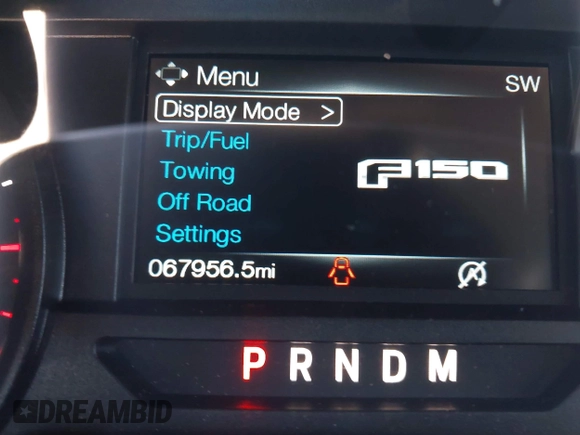 Menu
SW
Display Mode >
Trip/Fuel
Towing
F150
Off Road
Settings
067956.5mi
P R N D M
DREAMBID